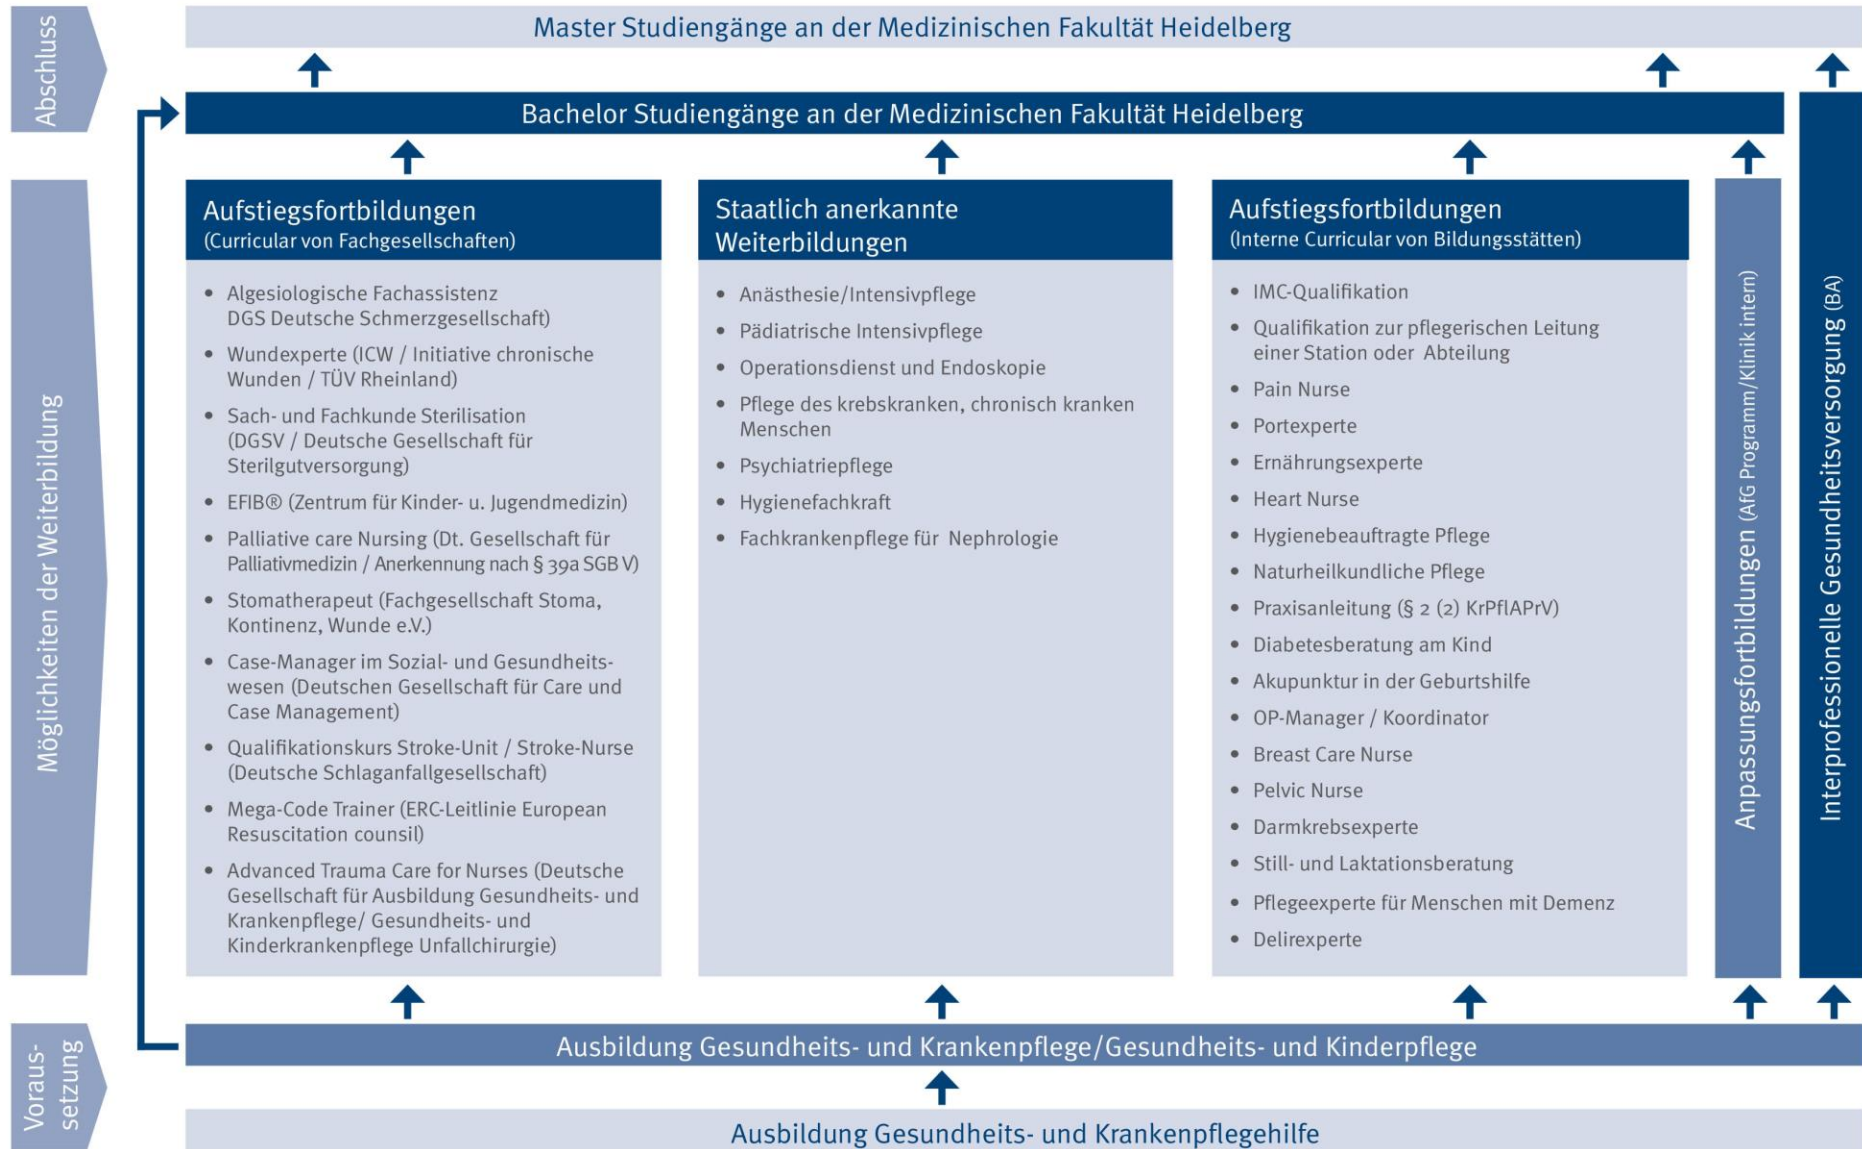 Abschluss
Master Studiengänge an der Medizinischen Fakultät Heidelberg
Bachelor Studiengänge an der Medizinischen Fakultät Heidelberg
Möglichkeiten der Weiterbildung
Aufstiegsfortbildungen
(Curricular von Fachgesellschaften)
• Algesiologische Fachassistenz
DGS Deutsche Schmerzgesellschaft)
• Wundexperte (ICW / Initiative chronische
Wunden / TÜV Rheinland)
• Sach- und Fachkunde Sterilisation
(DGSV / Deutsche Gesellschaft für
Sterilgutversorgung)
• EFIB® (Zentrum für Kinder- u. Jugendmedizin)
• Palliative care Nursing (Dt. Gesellschaft für
Palliativmedizin / Anerkennung nach § 39a SGB V)
• Stomatherapeut (Fachgesellschaft Stoma,
Kontinenz, Wunde e.V.)
• Case-Manager im Sozial- und Gesundheits-
wesen (Deutschen Gesellschaft für Care und
Case Management)
• Qualifikationskurs Stroke-Unit / Stroke-Nurse
(Deutsche Schlaganfallgesellschaft)
• Mega-Code Trainer (ERC-Leitlinie European
Resuscitation counsil)
• Advanced Trauma Care for Nurses (Deutsche
Gesellschaft für Ausbildung Gesundheits- und
Krankenpflege/ Gesundheits- und
Kinderkrankenpflege Unfallchirurgie)
Staatlich anerkannte
Weiterbildungen
• Anästhesie/Intensivpflege
• Pädiatrische Intensivpflege
• Operationsdienst und Endoskopie
• Pflege des krebskranken, chronisch kranken
Menschen
• Psychiatriepflege
• Hygienefachkraft
• Fachkrankenpflege für Nephrologie
Aufstiegsfortbildungen
(Interne Curricular von Bildungsstätten)
• IMC-Qualifikation
• Qualifikation zur pflegerischen Leitung
einer Station oder Abteilung
• Pain Nurse
• Portexperte
• Ernährungsexperte
• Heart Nurse
• Hygienebeauftragte Pflege
• Naturheilkundliche Pflege
• Praxisanleitung (§ 2 (2) KrPflAPrV)
• Diabetesberatung am Kind
• Akupunktur in der Geburtshilfe
• OP-Manager / Koordinator
• Breast Care Nurse
• Pelvic Nurse
• Darmkrebsexperte
• Still- und Laktationsberatung
• Pflegeexperte für Menschen mit Demenz
• Delirexperte
Anpassungsfortbildungen (AfG Programm/Klinik intern)
Interprofessionelle Gesundheitsversorgung (BA)
Voraus-
setzung
Ausbildung Gesundheits- und Krankenpflege/Gesundheits- und Kinderpflege
Ausbildung Gesundheits- und Krankenpflegehilfe